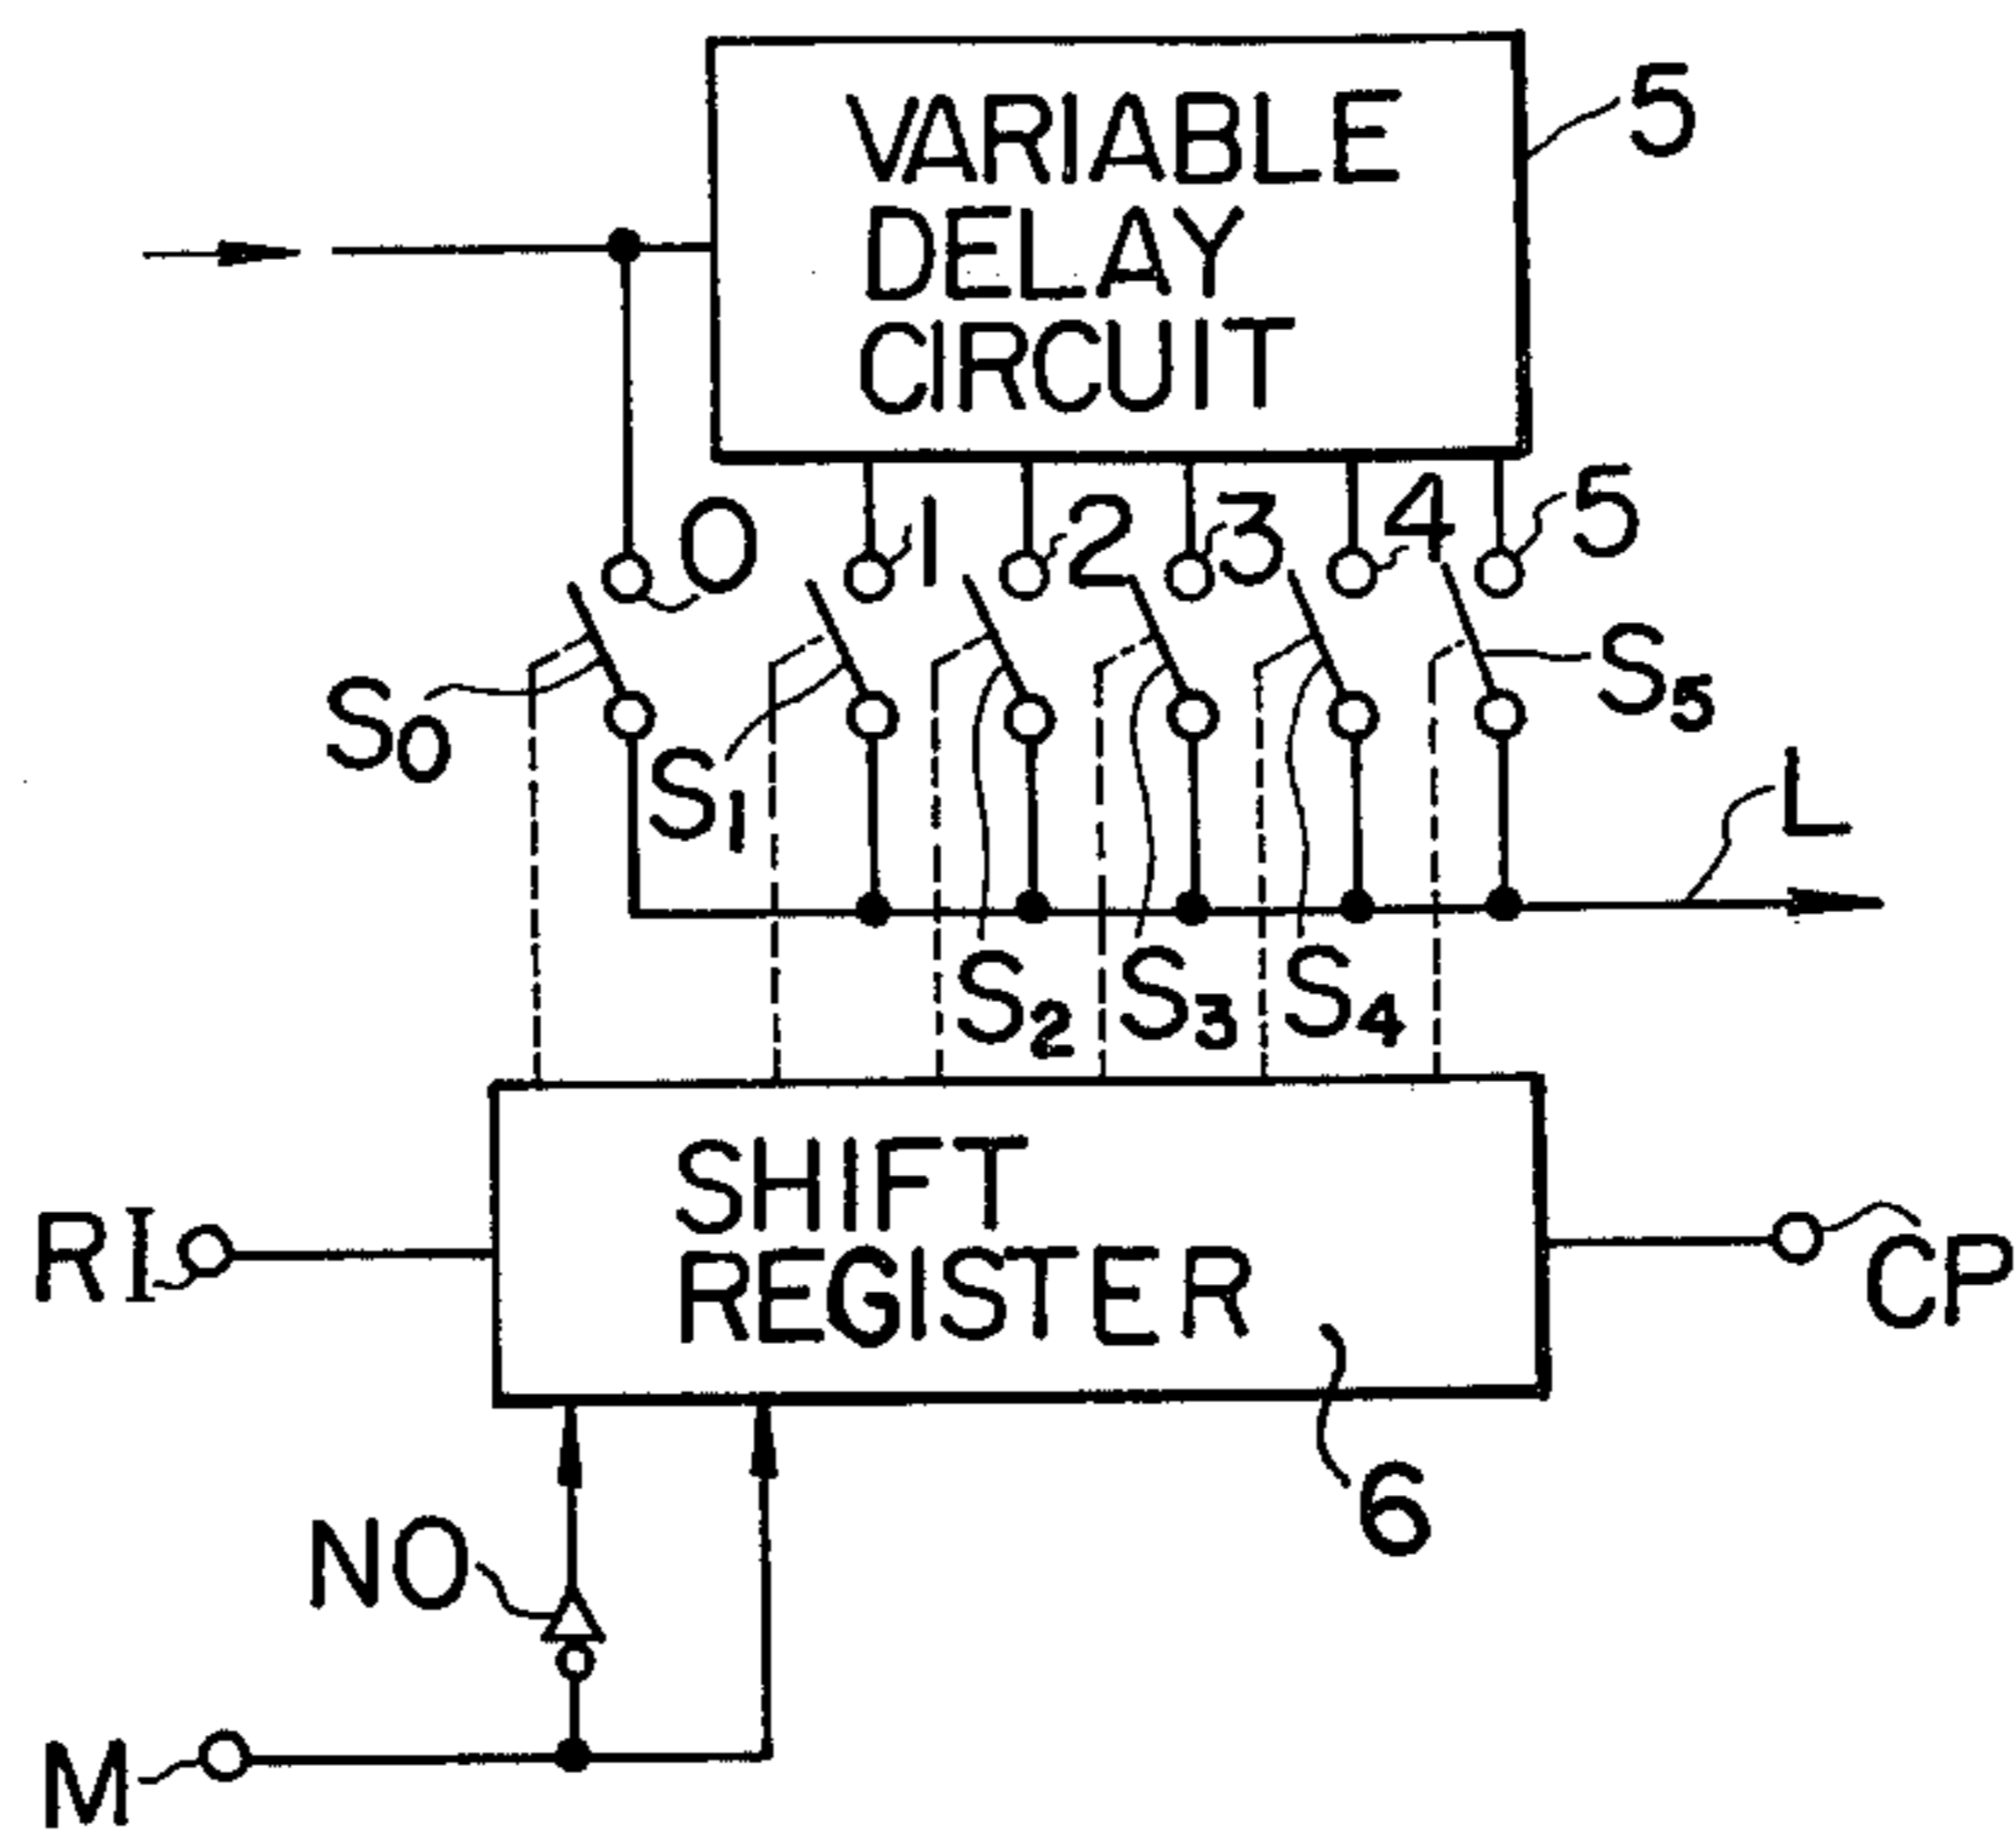 VARIABLE
DELAY
CIRCUIT
5
0
1
2
3
4
5
S0
S1
S5
L
S2
S3
S4
SHIFT
REGISTER
RI
CP
6
NO
M